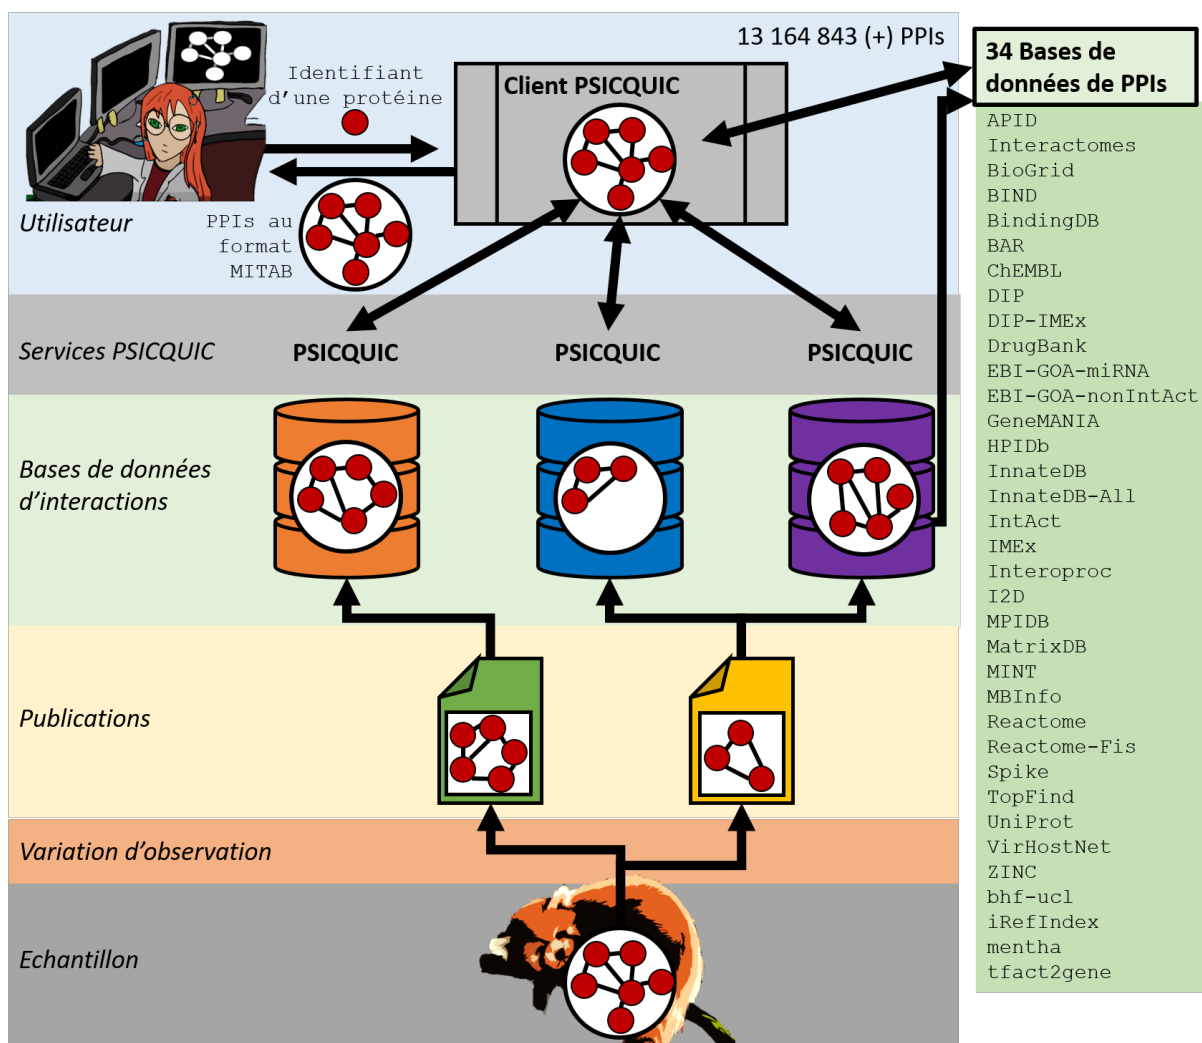 13 164 843 (+) PPIs
Identifiant
d'une protéine
Client PSICQUIC
Utilisateur
PPIs au
format
MITAB
Services PSICQUIC
PSICQUIC
PSICQUIC
PSICQUIC
Bases de données
d'interactions
Publications
Variation d'observation
Echantillon
34 Bases de
données de PPIs
APID
Interactomes
BioGrid
BIND
BindingDB
BAR
ChEMBL
DIP
DIP-IMEx
DrugBank
EBI-GOA-miRNA
EBI-GOA-nonIntAct
GeneMANIA
HPIDb
InnateDB
InnateDB-All
IntAct
IMEx
Interoproc
I2D
MPIDB
MatrixDB
MINT
MBInfo
Reactome
Reactome-Fis
Spike
TopFind
UniProt
VirHostNet
ZINC
bhf-ucl
iRefIndex
mentha
tfact2gene